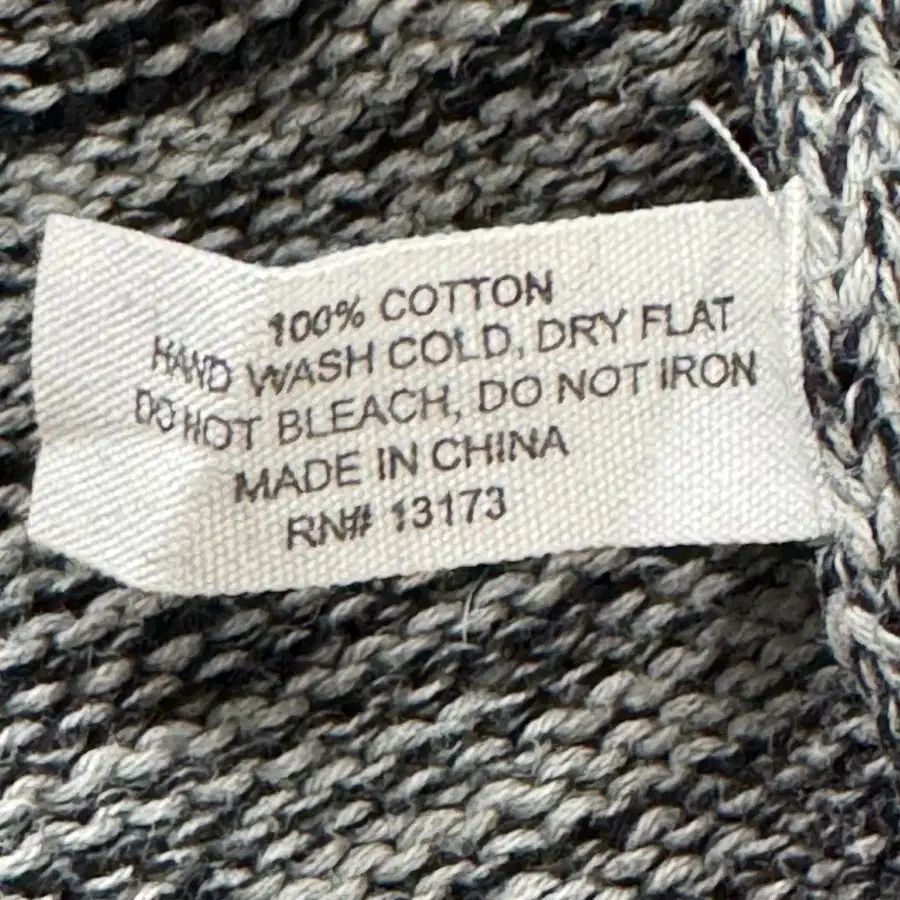 100% COTTON
HAND WASH COLD, DRY FLAT
DO NOT BLEACH, DO NOT IRON
MADE IN CHINA
RN# 13173